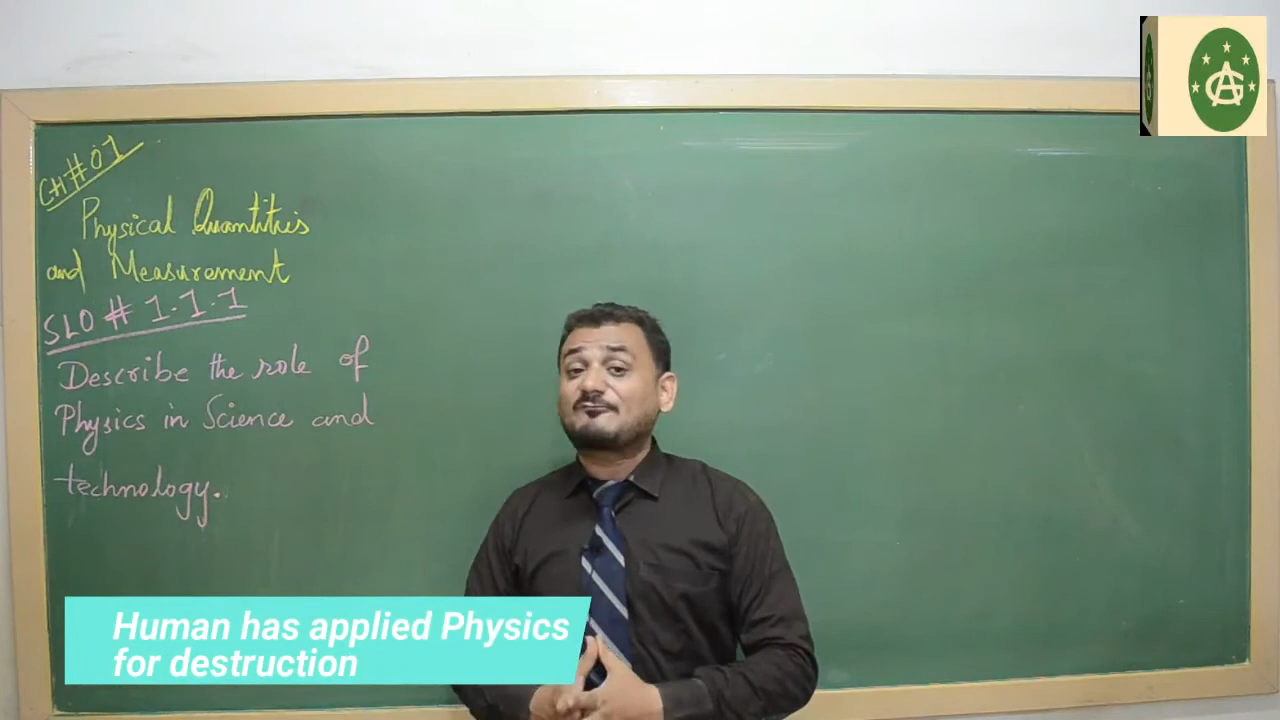 CH#01
Physical Quantities
and Measurement
SLO # 1.1.1
Describe the role of
Physics in Science and
technology.
Human has applied Physics
for destruction
AG